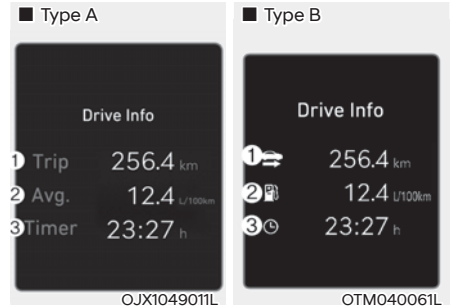 ■ Type A
Drive Info
1 Trip 256.4 km
2 Avg. 12.4 L/100km
3 Timer 23:27 h
OJX1049011L
■ Type B
Drive Info
1 256.4 km
2 12.4 L/100km
3 23:27 h
OTM040061L